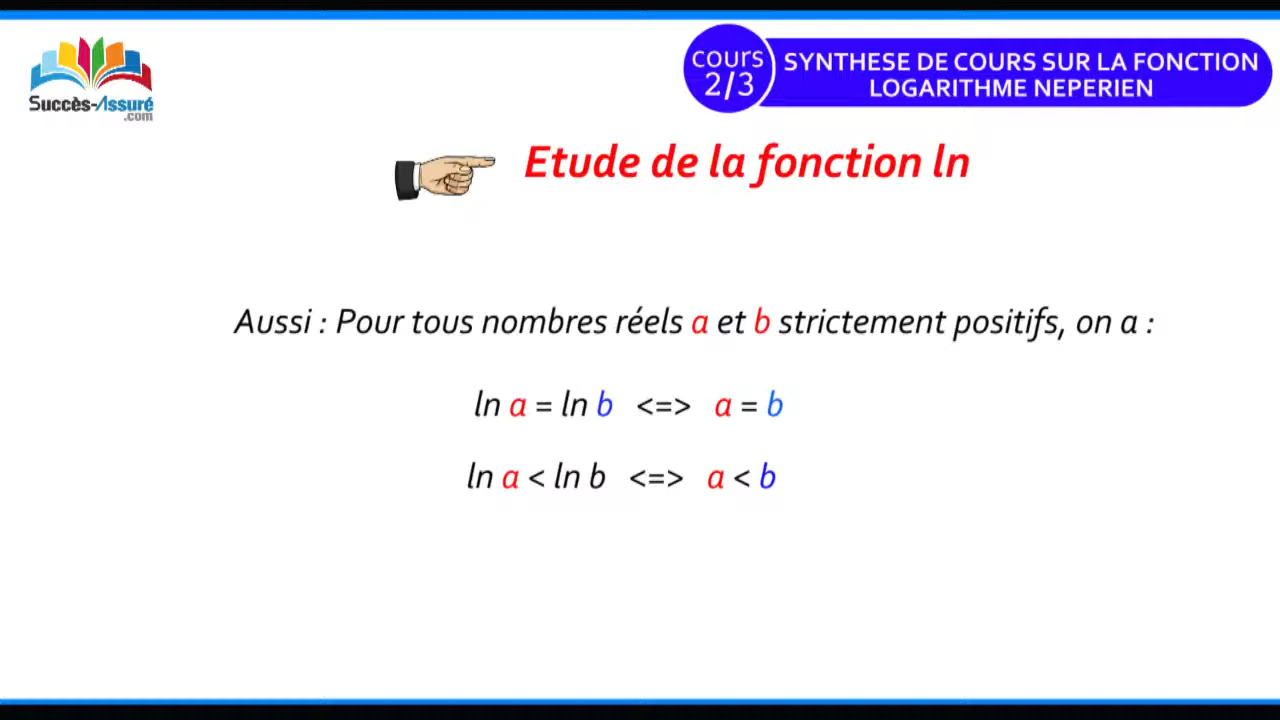 Succès-Assuré
.com
cours
2/3
SYNTHESE DE COURS SUR LA FONCTION
LOGARITHME NEPERIEN
Etude de la fonction ln
Aussi : Pour tous nombres réels a et b strictement positifs, on a :
ln a = ln b <=> a = b
ln a < ln b <=> a < b